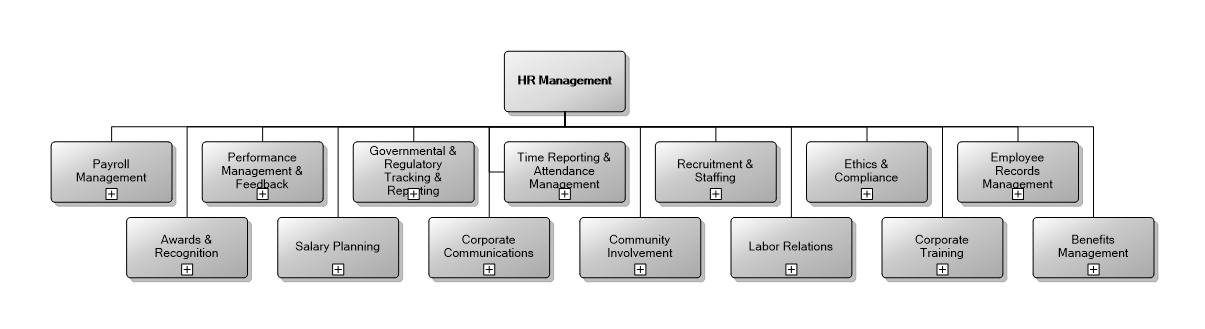 HR Management
Payroll
Management
Performance
Management &
Feedback
Governmental &
Regulatory
Tracking &
Reporting
Time Reporting &
Attendance
Management
Recruitment &
Staffing
Ethics &
Compliance
Employee
Records
Management
Awards &
Recognition
Salary Planning
Corporate
Communications
Community
Involvement
Labor Relations
Corporate
Training
Benefits
Management